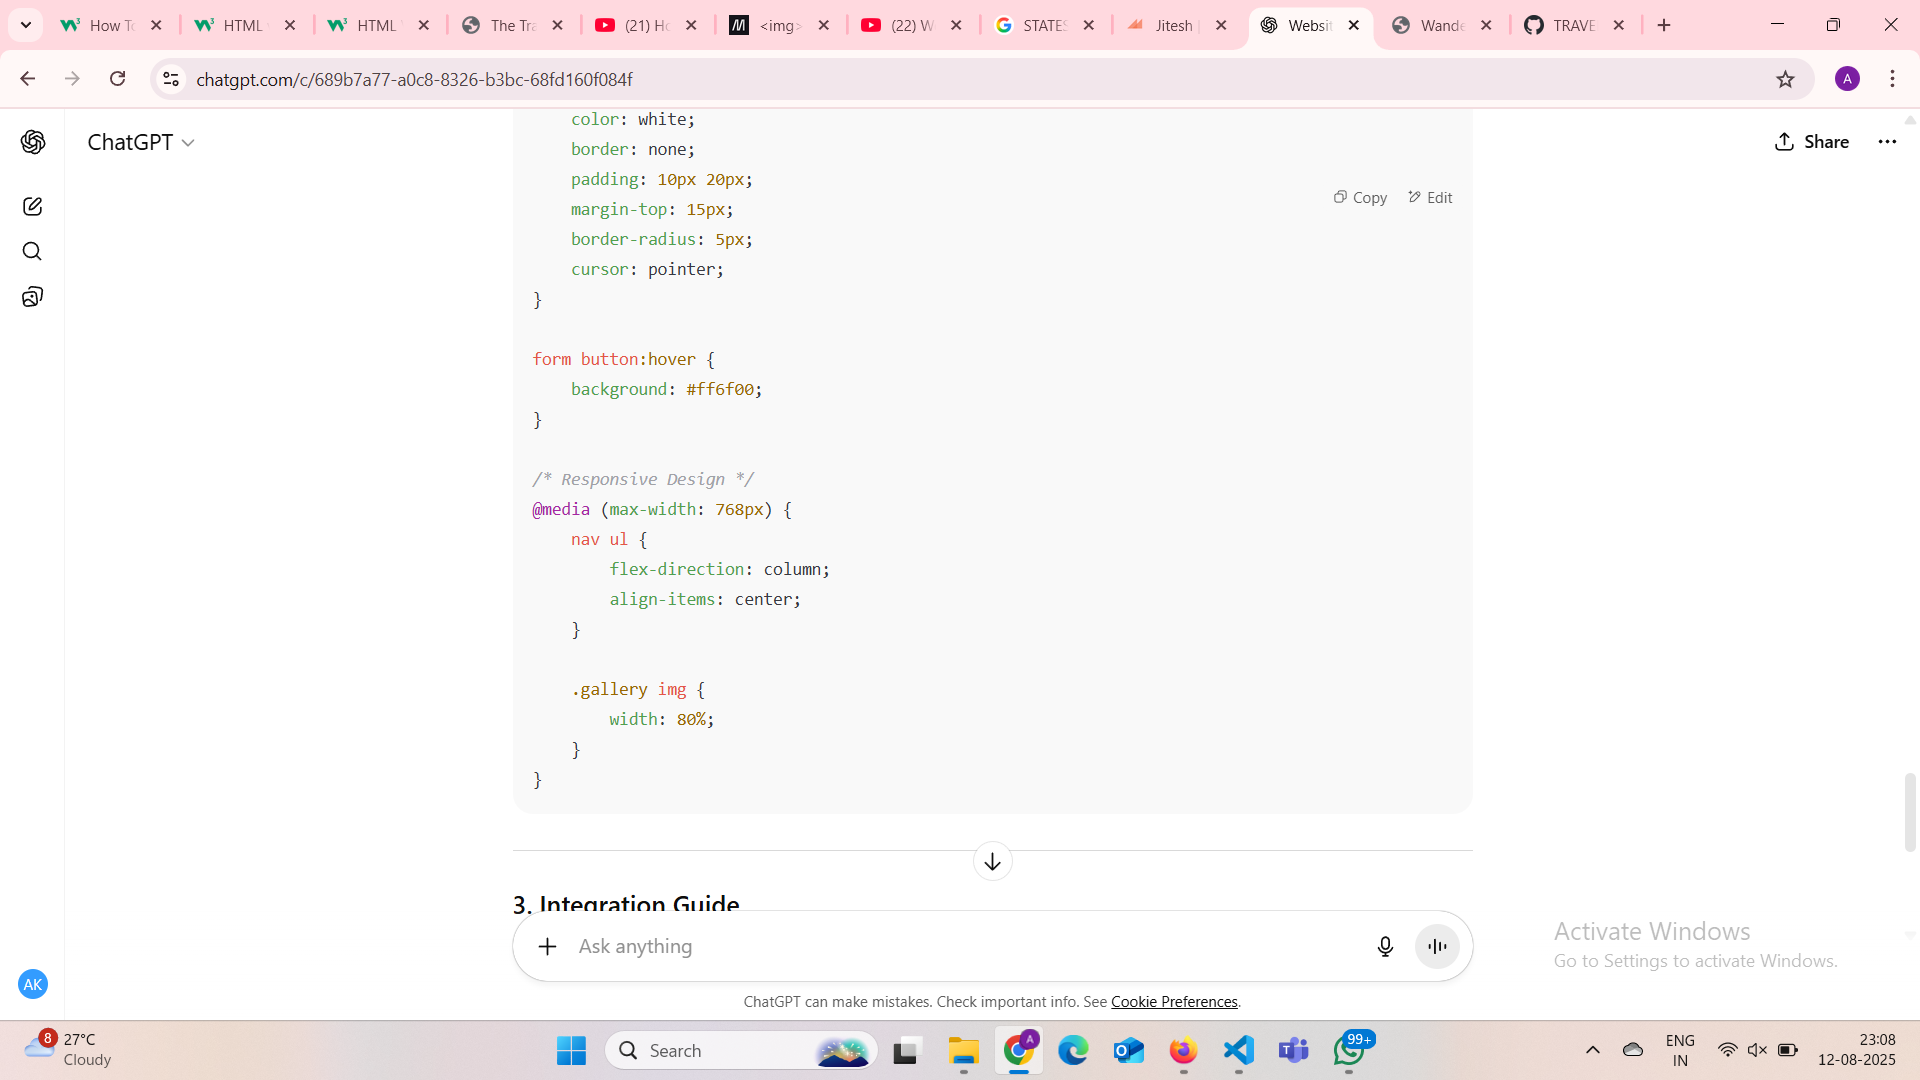 How To
HTML
HTML
The Tra
(21) Ho
<img>
(22) W
STATES
Jitesh |
Websit
Wande
TRAVE
chatgpt.com/c/689b7a77-a0c8-8326-b3bc-68fd160f084f
A
ChatGPT
Share
color: white;
border: none;
padding: 10px 20px;
Copy
Edit
margin-top: 15px;
border-radius: 5px;
cursor: pointer;
}
form button:hover {
background: #ff6f00;
}
/* Responsive Design */
@media (max-width: 768px) {
nav ul {
flex-direction: column;
align-items: center;
}
.gallery img {
width: 80%;
}
}
3. Integration Guide
Ask anything
Activate Windows
Go to Settings to activate Windows.
AK
ChatGPT can make mistakes. Check important info. See Cookie Preferences.
8
27°C
Cloudy
Search
A
99+
ENG
IN
23:08
12-08-2025